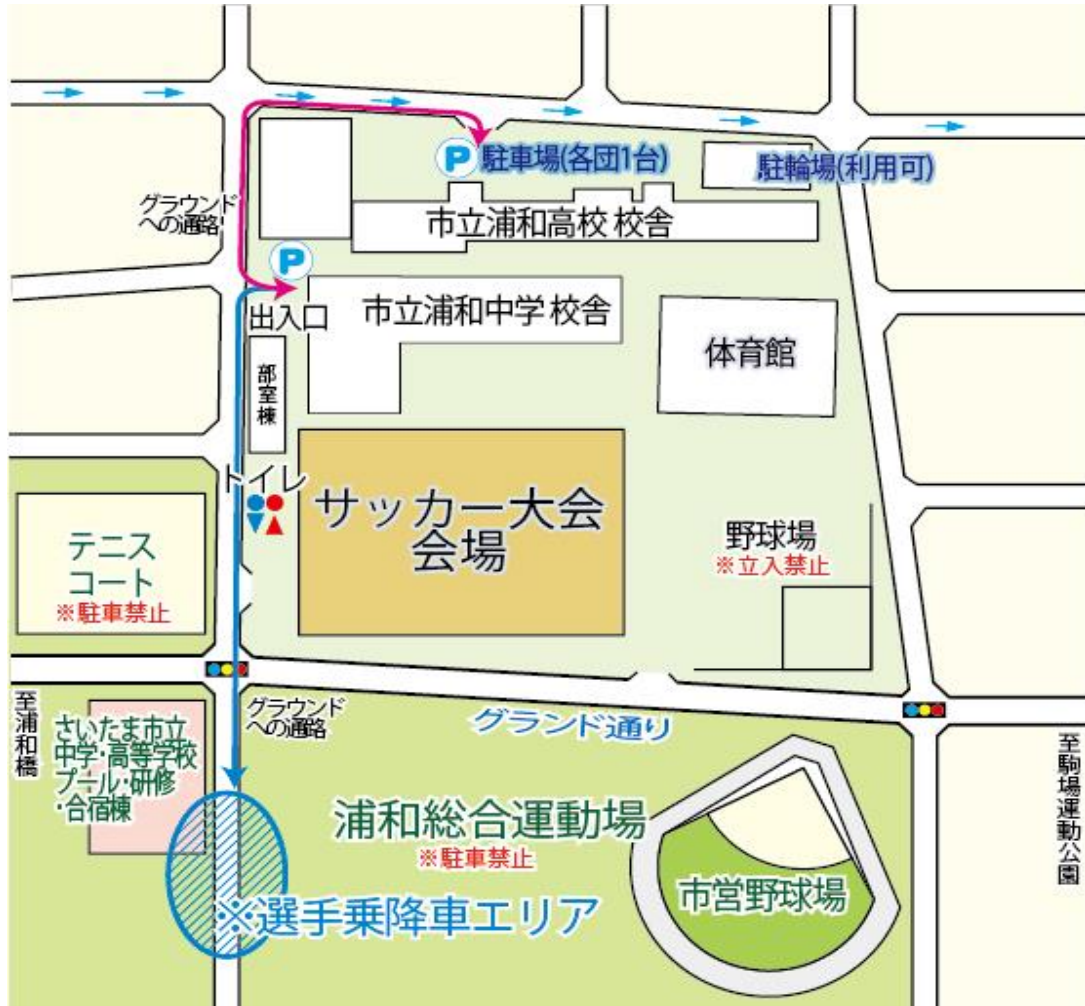 P 駐車場(各団1台)
駐輪場(利用可)
グラウンド
への通路
市立浦和高校 校舎
P
出入口
市立浦和中学 校舎
体育館
部室棟
トイレ
サッカー大会
会場
野球場
※立入禁止
テニス
コート
※駐車禁止
至浦和橋
さいたま市立
中学・高等学校
プール・研修
・合宿棟
グラウンド
への通路
グランド通り
至駒場運動公園
浦和総合運動場
※駐車禁止
市営野球場
※選手乗降車エリア